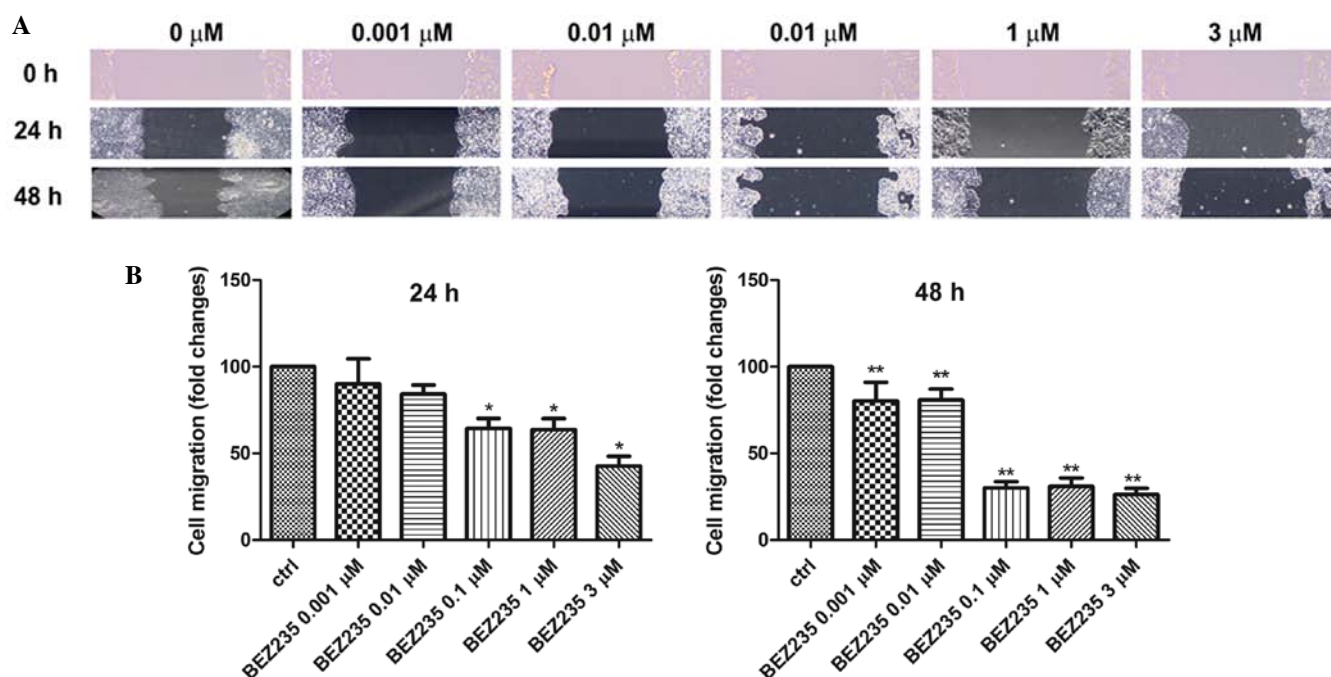 A
0 μM 0.001 μM 0.01 μM 0.01 μM 1 μM 3 μM
0 h
24 h
48 h
B
Cell migration (fold changes)
150
100
50
0
24 h
*
*
*
ctrl
BEZ235 0.001 μM
BEZ235 0.01 μM
BEZ235 0.1 μM
BEZ235 1 μM
BEZ235 3 μM
Cell migration (fold changes)
150
100
50
0
48 h
**
**
**
**
**
ctrl
BEZ235 0.001 μM
BEZ235 0.01 μM
BEZ235 0.1 μM
BEZ235 1 μM
BEZ235 3 μM